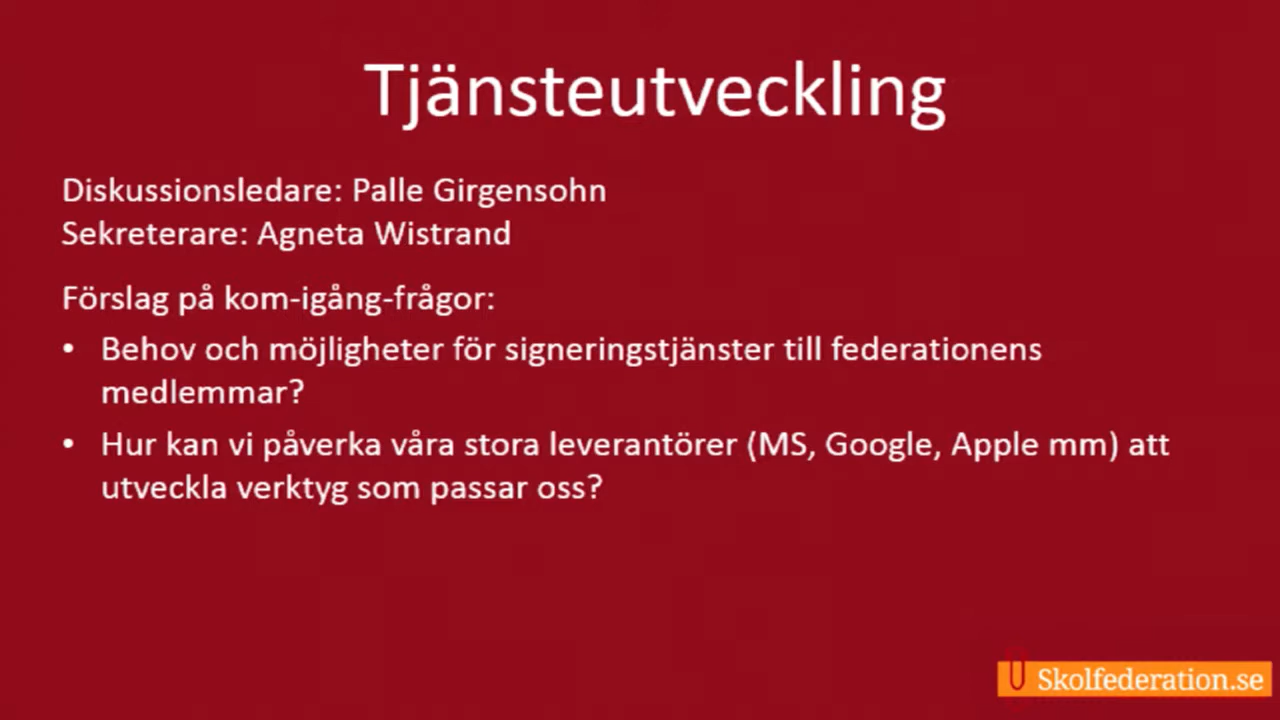 Tjänsteutveckling
Diskussionsledare: Palle Girgensohn
Sekreterare: Agneta Wistrand
Förslag på kom-igång-frågor:
• Behov och möjligheter för signeringstjänster till federationens
medlemmar?
• Hur kan vi påverka våra stora leverantörer (MS, Google, Apple mm) att
utveckla verktyg som passar oss?
Skolfederation.se